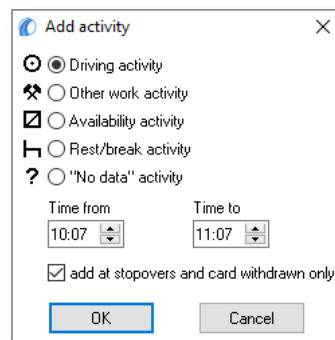 Add activity
Driving activity
Other work activity
Availability activity
Rest/break activity
? "No data" activity
Time from Time to
10:07 11:07
add at stopovers and card withdrawn only
OK Cancel